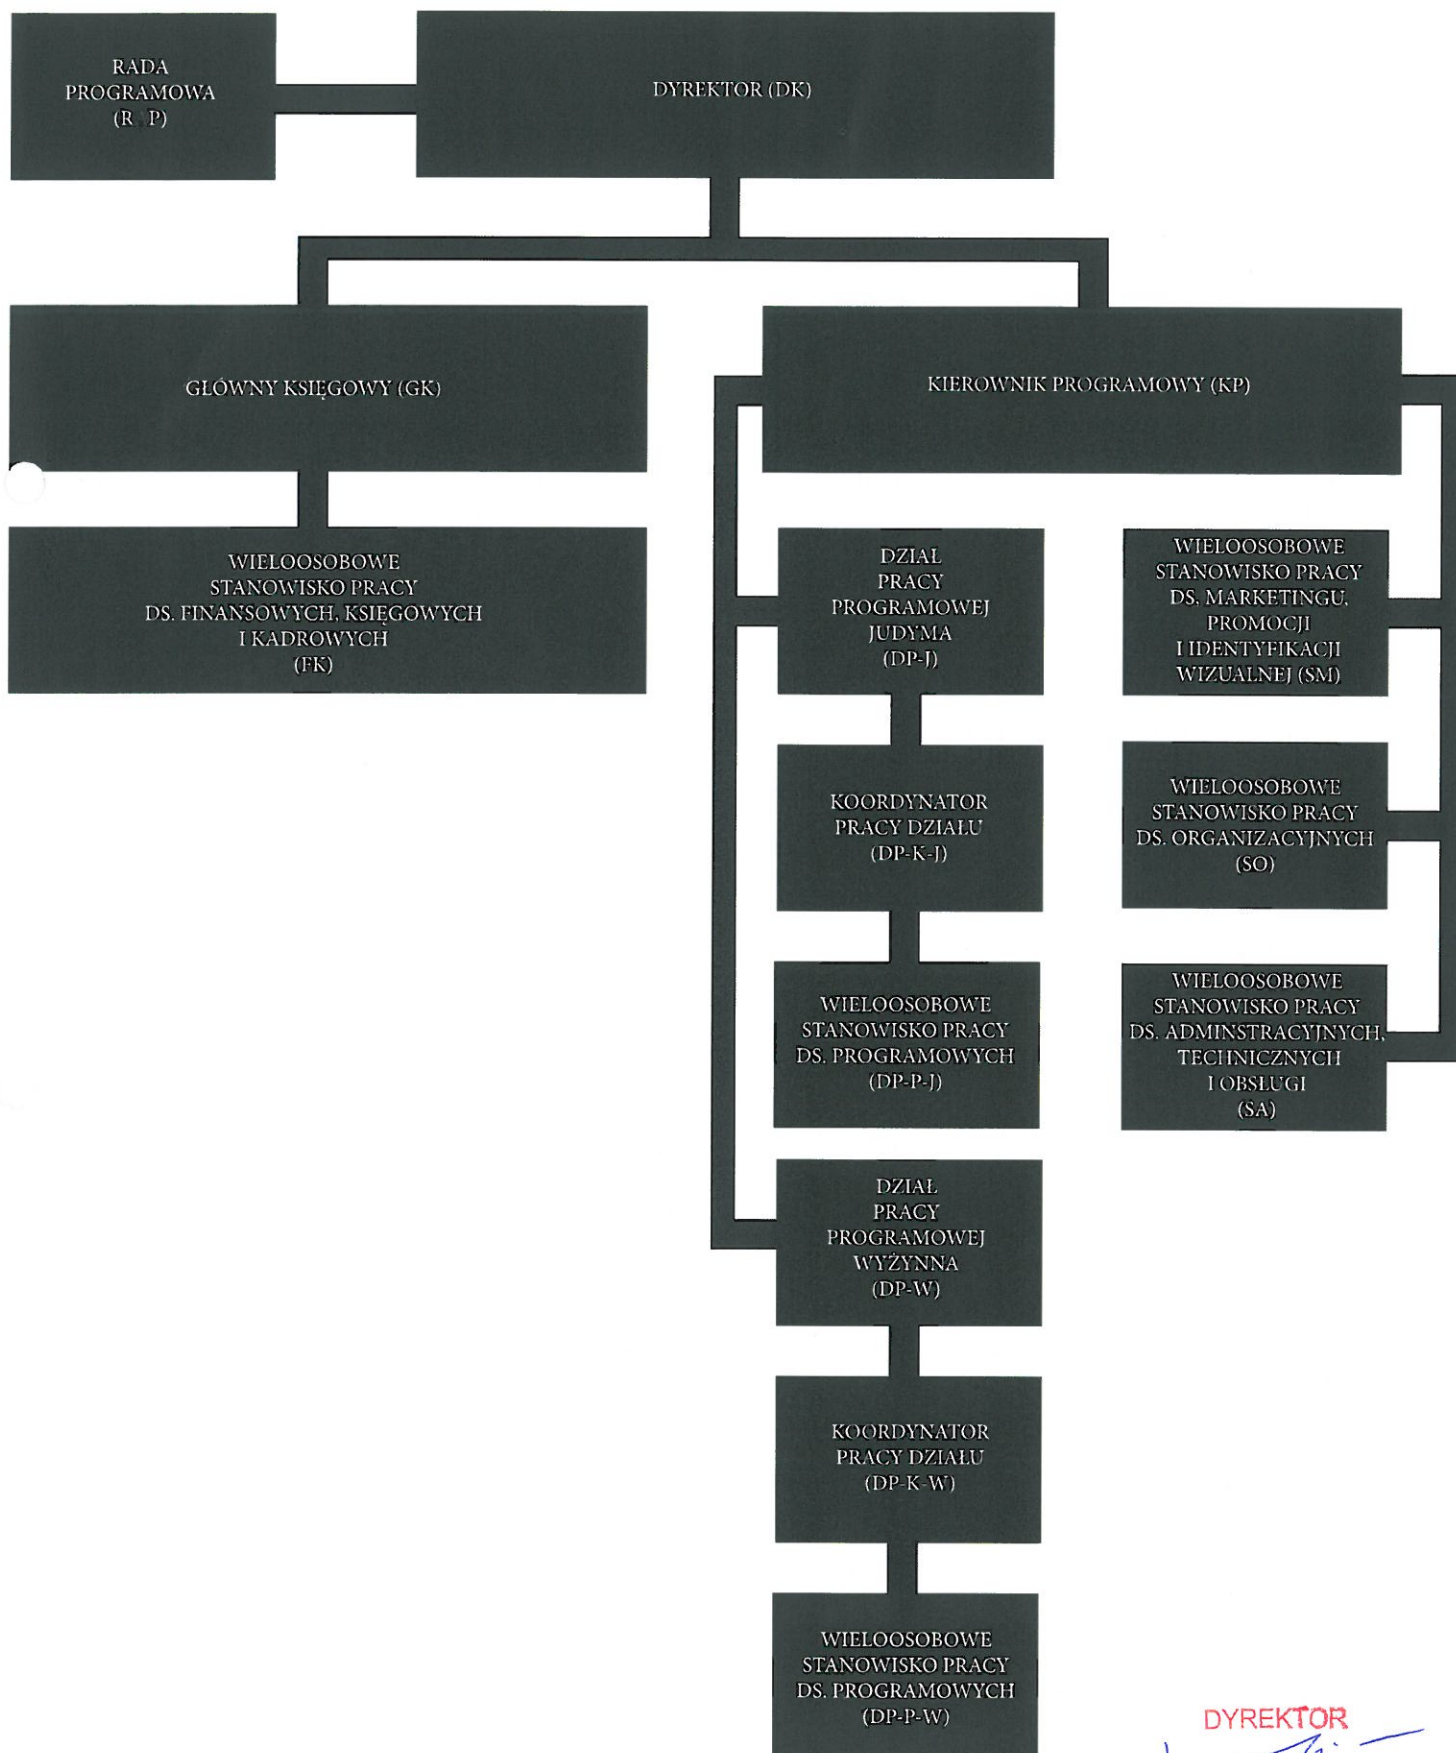 RADA
PROGRAMOWA
(R P)
DYREKTOR (DK)
GŁÓWNY KSIĘGOWY (GK)
KIEROWNIK PROGRAMOWY (KP)
WIELOOSOBOWE
STANOWISKO PRACY
DS. FINANSOWYCH, KSIĘGOWYCH
I KADROWYCH
(FK)
DZIAŁ
PRACY
PROGRAMOWEJ
JUDYMA
(DP-J)
WIELOOSOBOWE
STANOWISKO PRACY
DS. MARKETINGU,
PROMOCJI
I IDENTYFIKACJI
WIZUALNEJ (SM)
KOORDYNATOR
PRACY DZIAŁU
(DP-K-J)
WIELOOSOBOWE
STANOWISKO PRACY
DS. ORGANIZACYJNYCH
(SO)
WIELOOSOBOWE
STANOWISKO PRACY
DS. PROGRAMOWYCH
(DP-P-J)
WIELOOSOBOWE
STANOWISKO PRACY
DS. ADMINSTRACYJNYCH,
TECHNICZNYCH
I OBSŁUGI
(SA)
DZIAŁ
PRACY
PROGRAMOWEJ
WYŻYNNA
(DP-W)
KOORDYNATOR
PRACY DZIAŁU
(DP-K-W)
WIELOOSOBOWE
STANOWISKO PRACY
DS. PROGRAMOWYCH
(DP-P-W)
DYREKTOR